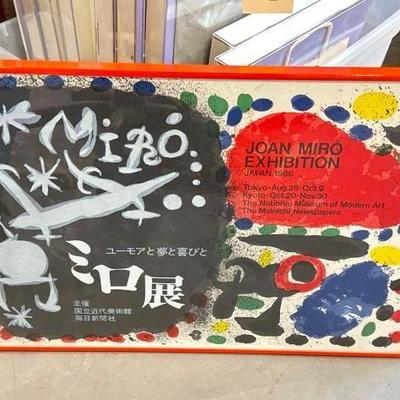 MIRÓ
JOAN MIRÓ
EXHIBITION
JAPAN, 1966
Tokyo-Aug.26-Oct.9
Kyoto-Oct.20-Nov.30
The National Museum of Modern Art
The Mainichi Newspapers
ユーモアと夢と喜びと
ミロ展
主催
国立近代美術館
毎日新聞社